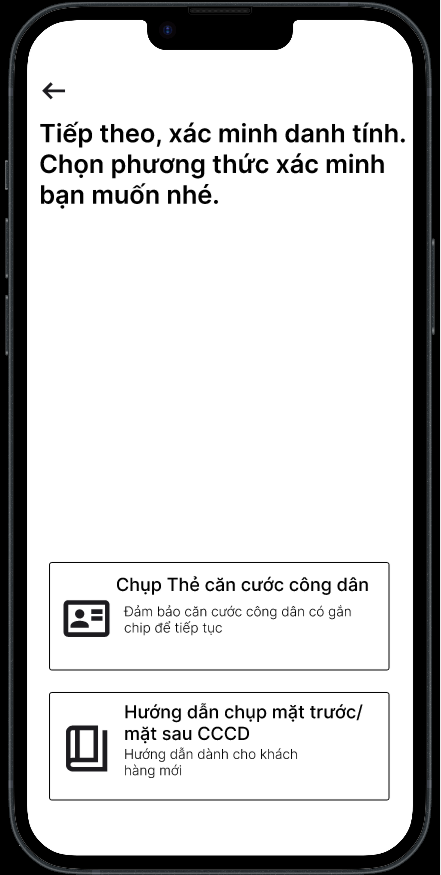 Tiếp theo, xác minh danh tính.
Chọn phương thức xác minh
bạn muốn nhé.
Chụp Thẻ căn cước công dân
Đảm bảo căn cước công dân có gắn
chip để tiếp tục
Hướng dẫn chụp mặt trước/
mặt sau CCCD
Hướng dẫn dành cho khách
hàng mới